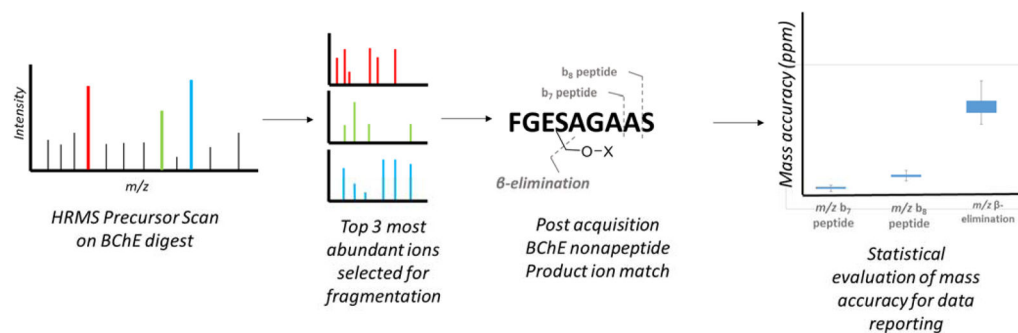 Intensity
m/z
HRMS Precursor Scan
on BChE digest
Top 3 most
abundant ions
selected for
fragmentation
b₈ peptide
b₇ peptide
FGESAGAAS
O–X
β-elimination
Post acquisition
BChE nonapeptide
Product ion match
Mass accuracy (ppm)
m/z b₇
peptide
m/z b₈
peptide
m/z β-
elimination
Statistical
evaluation of mass
accuracy for data
reporting